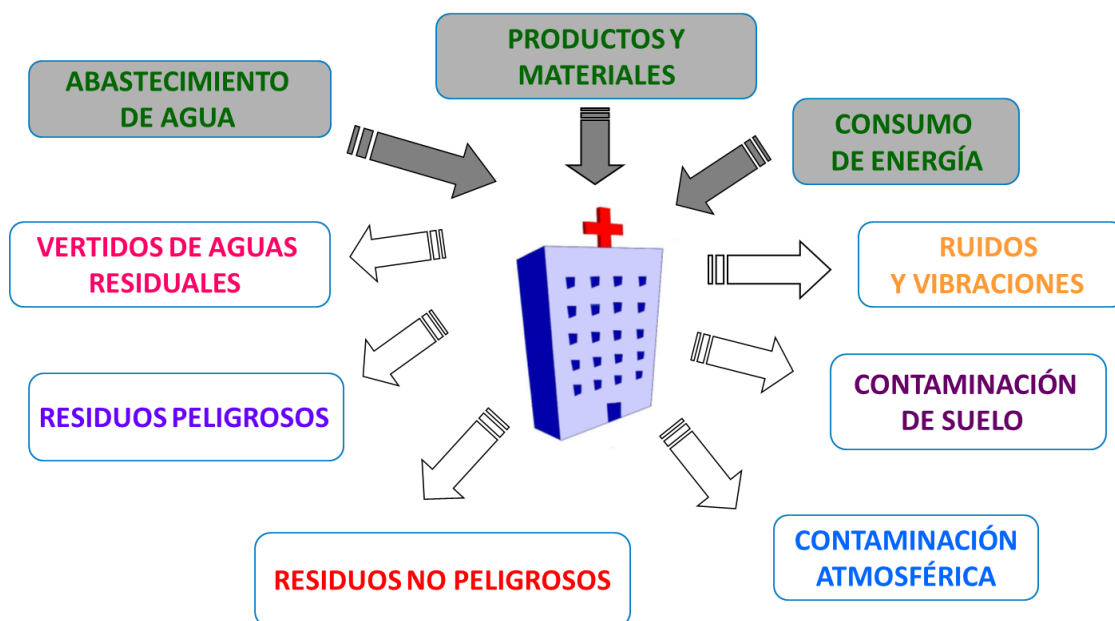 PRODUCTOS Y
MATERIALES
ABASTECIMIENTO
DE AGUA
CONSUMO
DE ENERGÍA
VERTIDOS DE AGUAS
RESIDUALES
RUIDOS
Y VIBRACIONES
RESIDUOS PELIGROSOS
CONTAMINACIÓN
DE SUELO
RESIDUOS NO PELIGROSOS
CONTAMINACIÓN
ATMOSFÉRICA